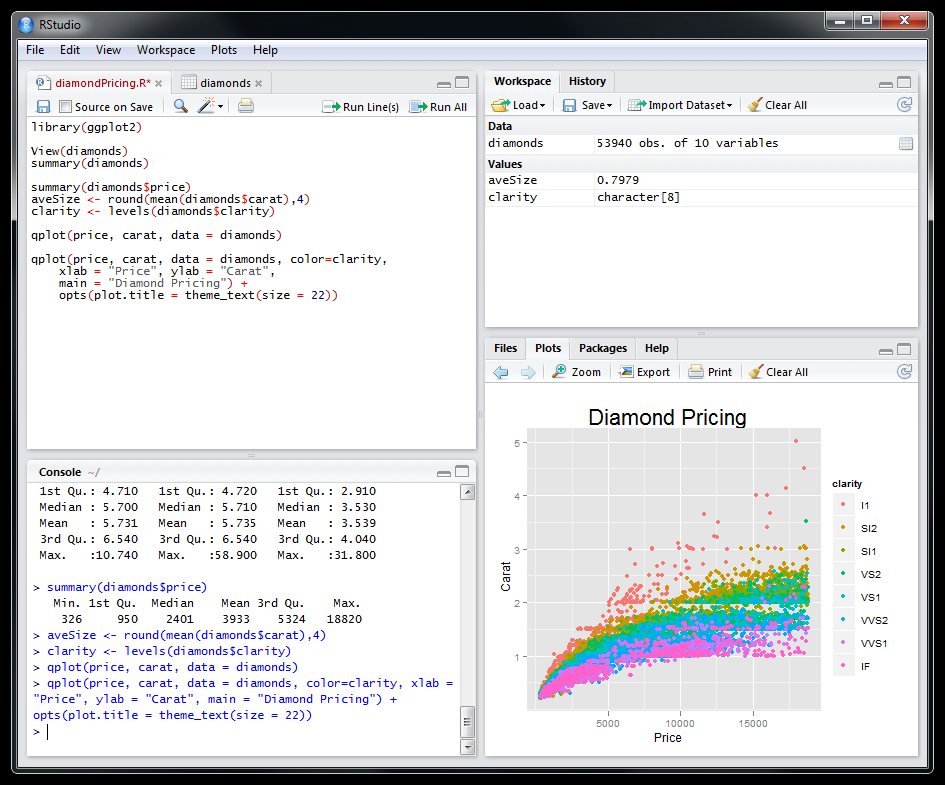 RStudio
File Edit View Workspace Plots Help
diamondPricing.R* diamonds
Source on Save Run Line(s) Run All
library(ggplot2)
View(diamonds)
summary(diamonds)
summary(diamonds$price)
aveSize <- round(mean(diamonds$carat),4)
clarity <- levels(diamonds$clarity)
qplot(price, carat, data = diamonds)
qplot(price, carat, data = diamonds, color=clarity,
xlab = "Price", ylab = "Carat",
main = "Diamond Pricing") +
opts(plot.title = theme_text(size = 22))
Console ~/
1st Qu.: 4.710 1st Qu.: 4.720 1st Qu.: 2.910
Median : 5.700 Median : 5.710 Median : 3.530
Mean : 5.731 Mean : 5.735 Mean : 3.539
3rd Qu.: 6.540 3rd Qu.: 6.540 3rd Qu.: 4.040
Max. :10.740 Max. :58.900 Max. :31.800
> summary(diamonds$price)
Min. 1st Qu. Median Mean 3rd Qu. Max.
326 950 2401 3933 5324 18820
> aveSize <- round(mean(diamonds$carat),4)
> clarity <- levels(diamonds$clarity)
> qplot(price, carat, data = diamonds)
> qplot(price, carat, data = diamonds, color=clarity, xlab =
"Price", ylab = "Carat", main = "Diamond Pricing") +
opts(plot.title = theme_text(size = 22))
>
Workspace History
Load Save Import Dataset Clear All
Data
diamonds 53940 obs. of 10 variables
Values
aveSize 0.7979
clarity character[8]
Files Plots Packages Help
Zoom Export Print Clear All
Diamond Pricing
5
4
3
2
1
Carat
5000 10000 15000
Price
clarity
I1
SI2
SI1
VS2
VS1
VVS2
VVS1
IF